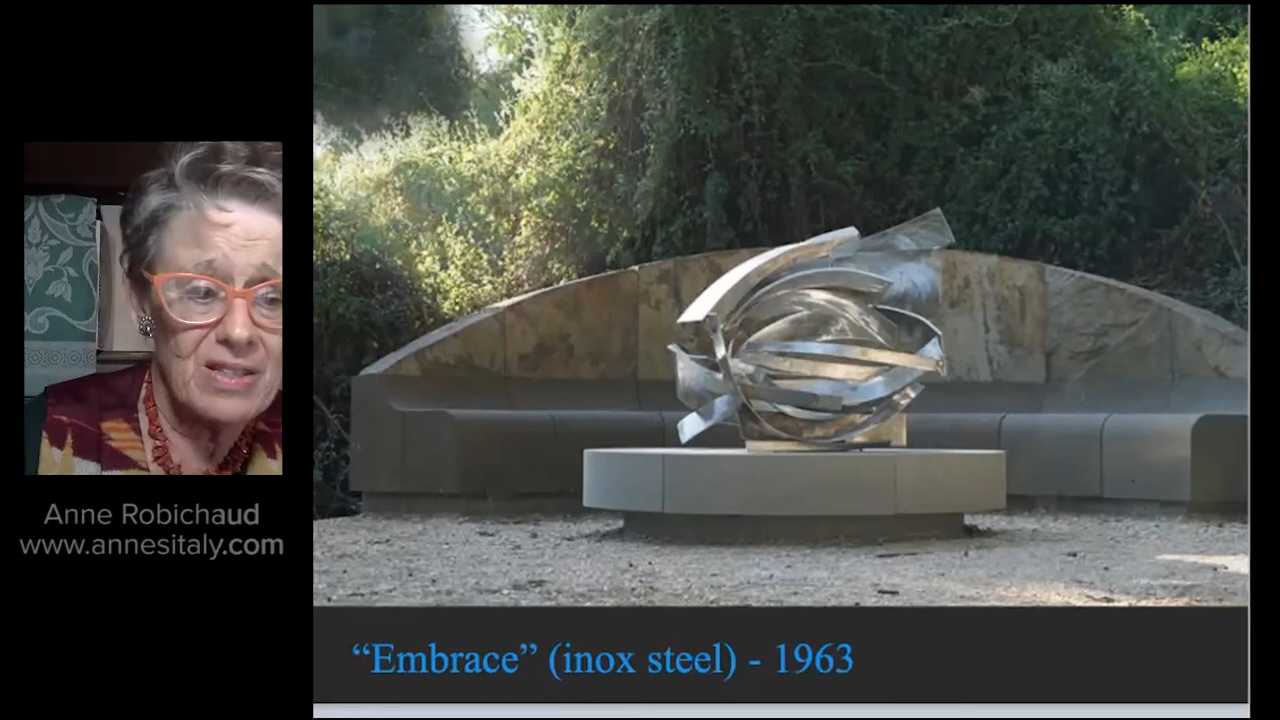 Anne Robichaud
www.annesitaly.com
“Embrace” (inox steel) - 1963